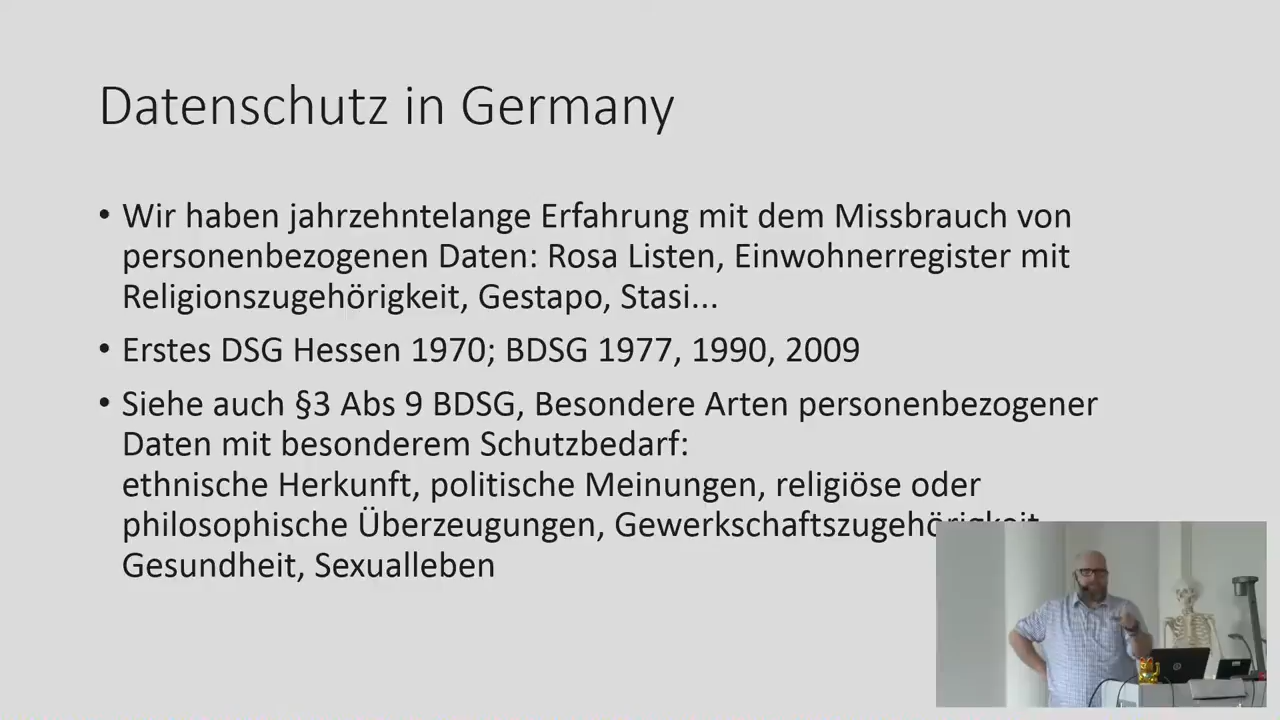 Datenschutz in Germany
• Wir haben jahrzehntelange Erfahrung mit dem Missbrauch von
personenbezogenen Daten: Rosa Listen, Einwohnerregister mit
Religionszugehörigkeit, Gestapo, Stasi...
• Erstes DSG Hessen 1970; BDSG 1977, 1990, 2009
• Siehe auch §3 Abs 9 BDSG, Besondere Arten personenbezogener
Daten mit besonderem Schutzbedarf:
ethnische Herkunft, politische Meinungen, religiöse oder
philosophische Überzeugungen, Gewerkschaftszugehörigkeit
Gesundheit, Sexualleben